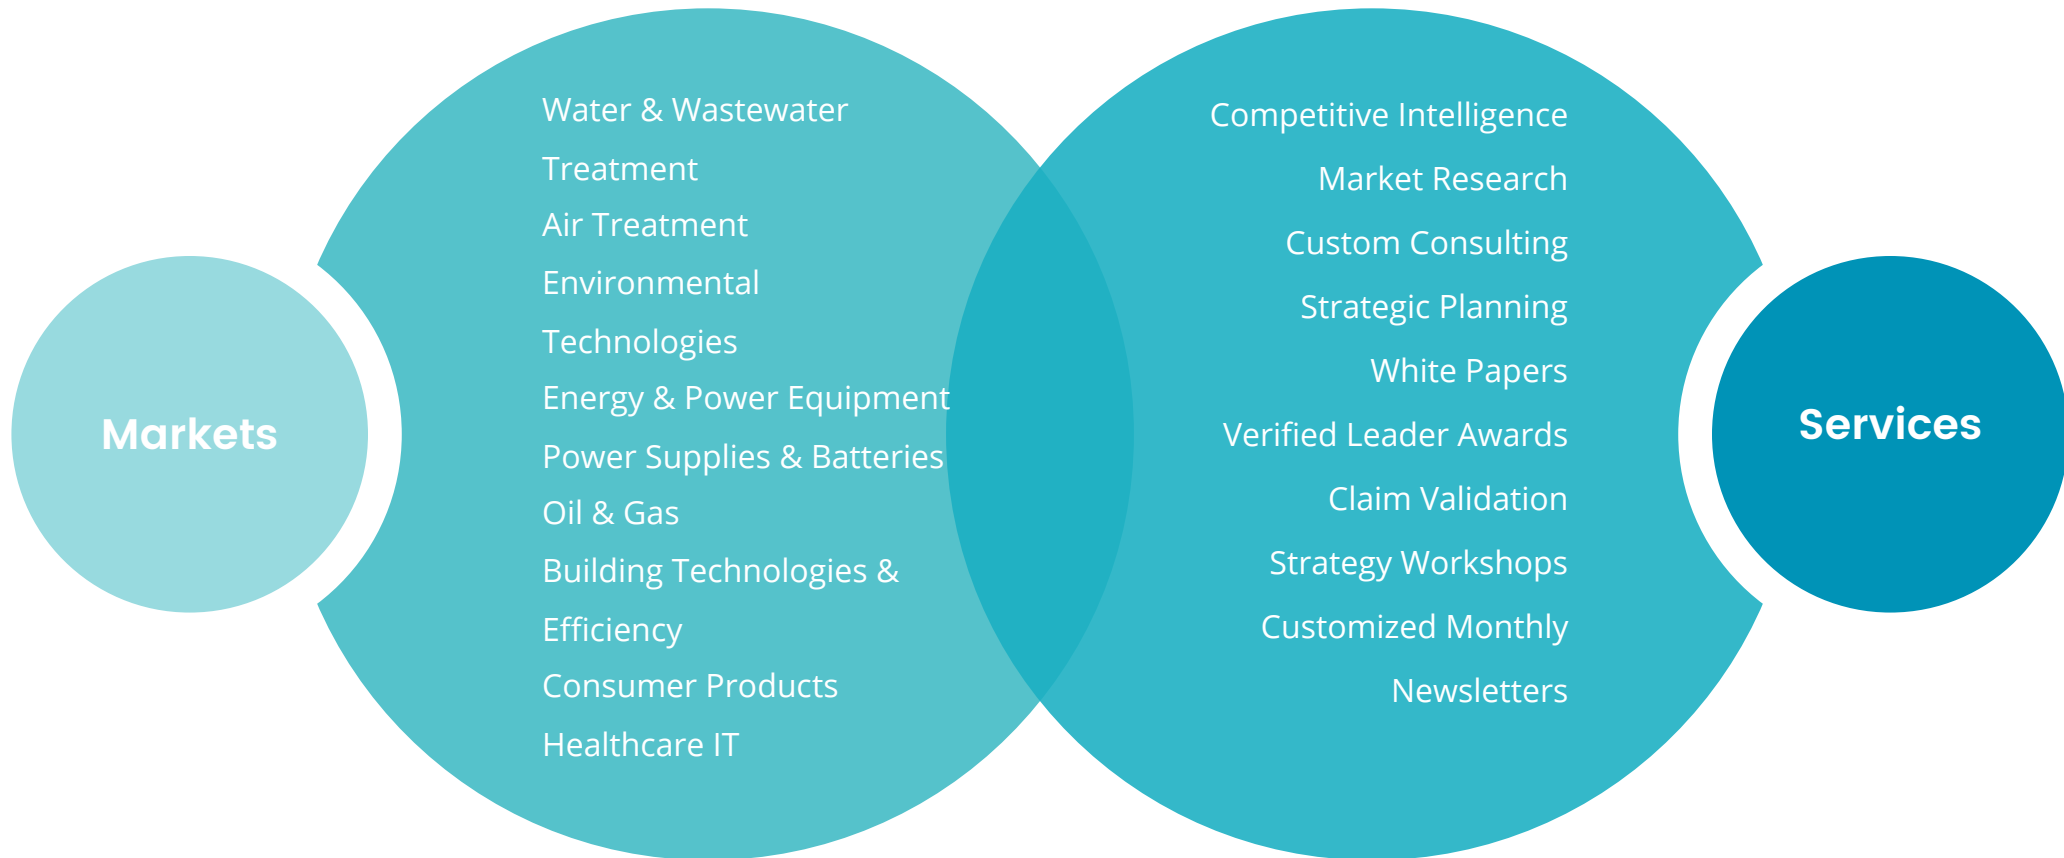 Markets
Water & Wastewater
Treatment
Air Treatment
Environmental
Technologies
Energy & Power Equipment
Power Supplies & Batteries
Oil & Gas
Building Technologies &
Efficiency
Consumer Products
Healthcare IT
Competitive Intelligence
Market Research
Custom Consulting
Strategic Planning
White Papers
Verified Leader Awards
Claim Validation
Strategy Workshops
Customized Monthly
Newsletters
Services